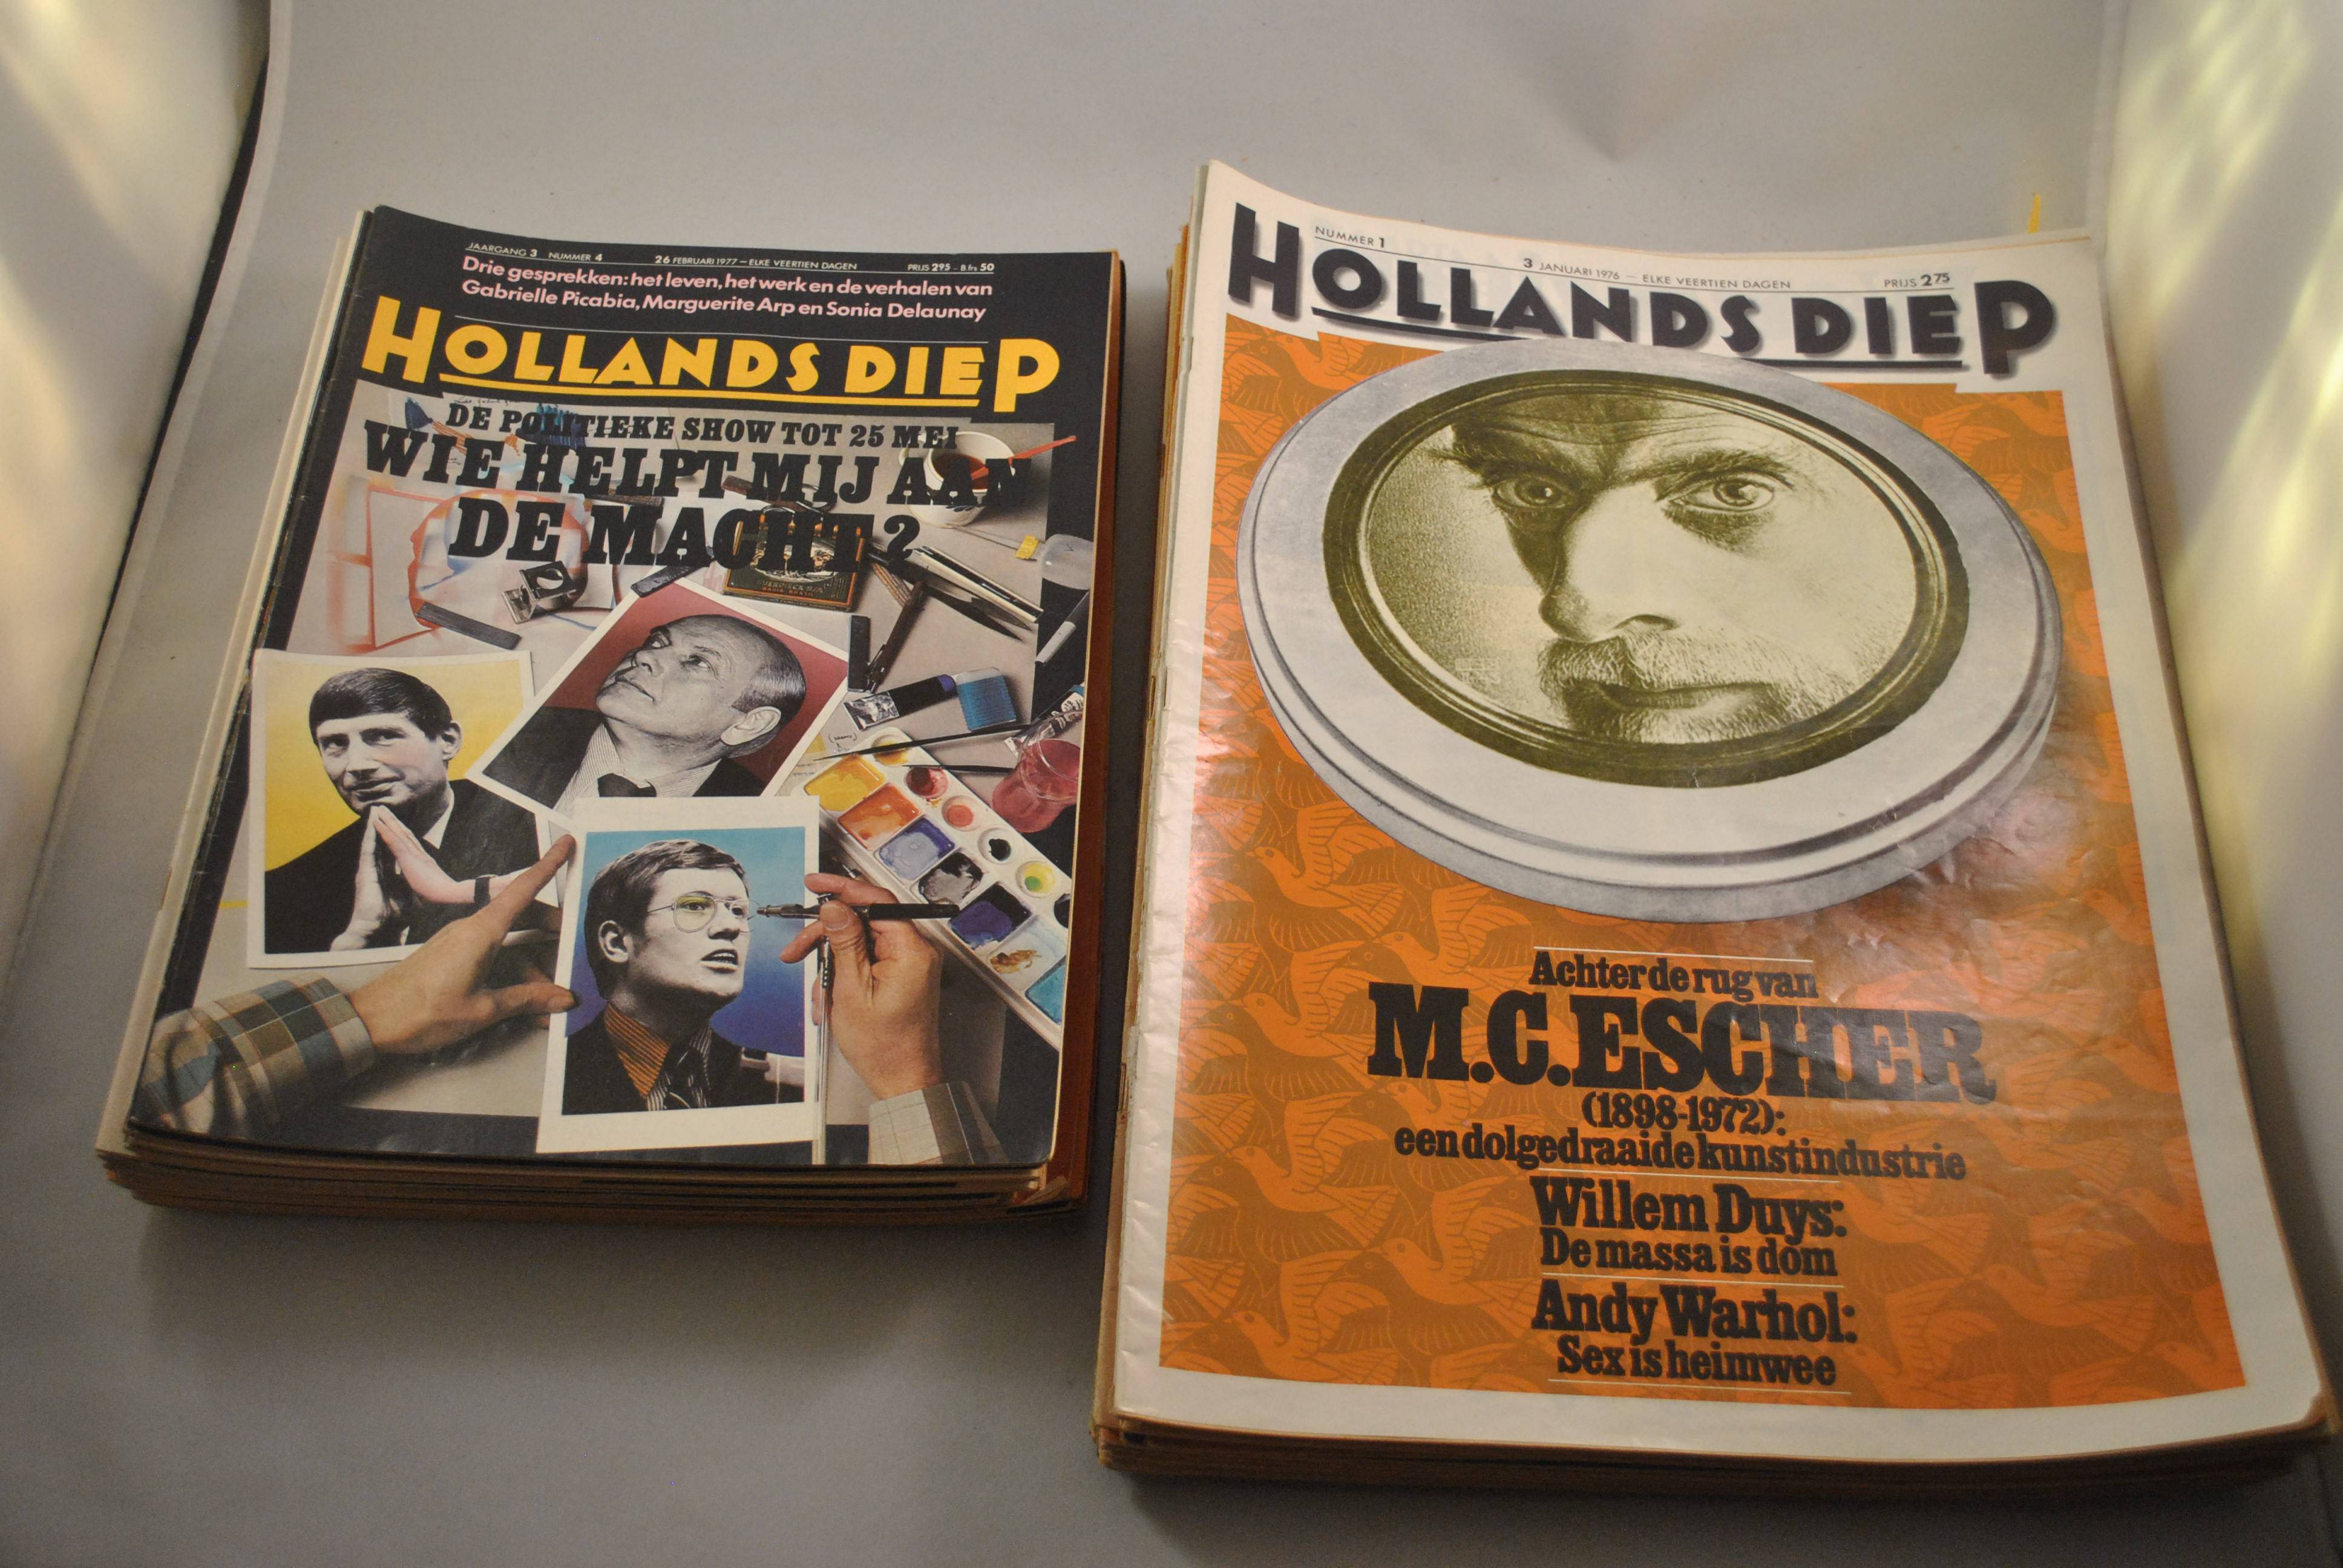 JAARGANG 3 NUMMER 4 26 FEBRUARI 1977 — ELKE VEERTIEN DAGEN PRIJS 295 - B frs 50
Drie gesprekken: het leven, het werk en de verhalen van
Gabrielle Picabia, Marguerite Arp en Sonia Delaunay
HOLLANDS DIEP
DE POLITIEKE SHOW TOT 25 MEI
WIE HELPT MIJ AAN
DE MACHT?
NUMMER 1 3 JANUARI 1976 — ELKE VEERTIEN DAGEN PRIJS 2.75
HOLLANDS DIEP
Achter de rug van
M.C. ESCHER
(1898-1972):
een dolgedraaide kunstindustrie
Willem Duys:
De massa is dom
Andy Warhol:
Sex is heimwee